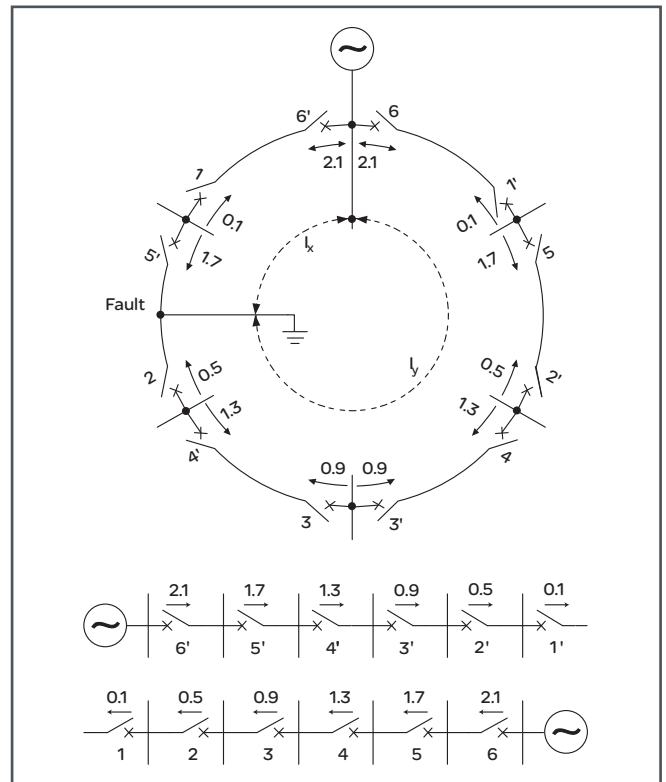 6' 6
2.1 2.1
1 1'
0.1 0.1
5' 1.7 1.7 5
Ix
Fault
Iy
2 0.5 0.5 2'
1.3 1.3
4' 4
0.9 0.9
3 3'
2.1 1.7 1.3 0.9 0.5 0.1
6' 5' 4' 3' 2' 1'
0.1 0.5 0.9 1.3 1.7 2.1
1 2 3 4 5 6